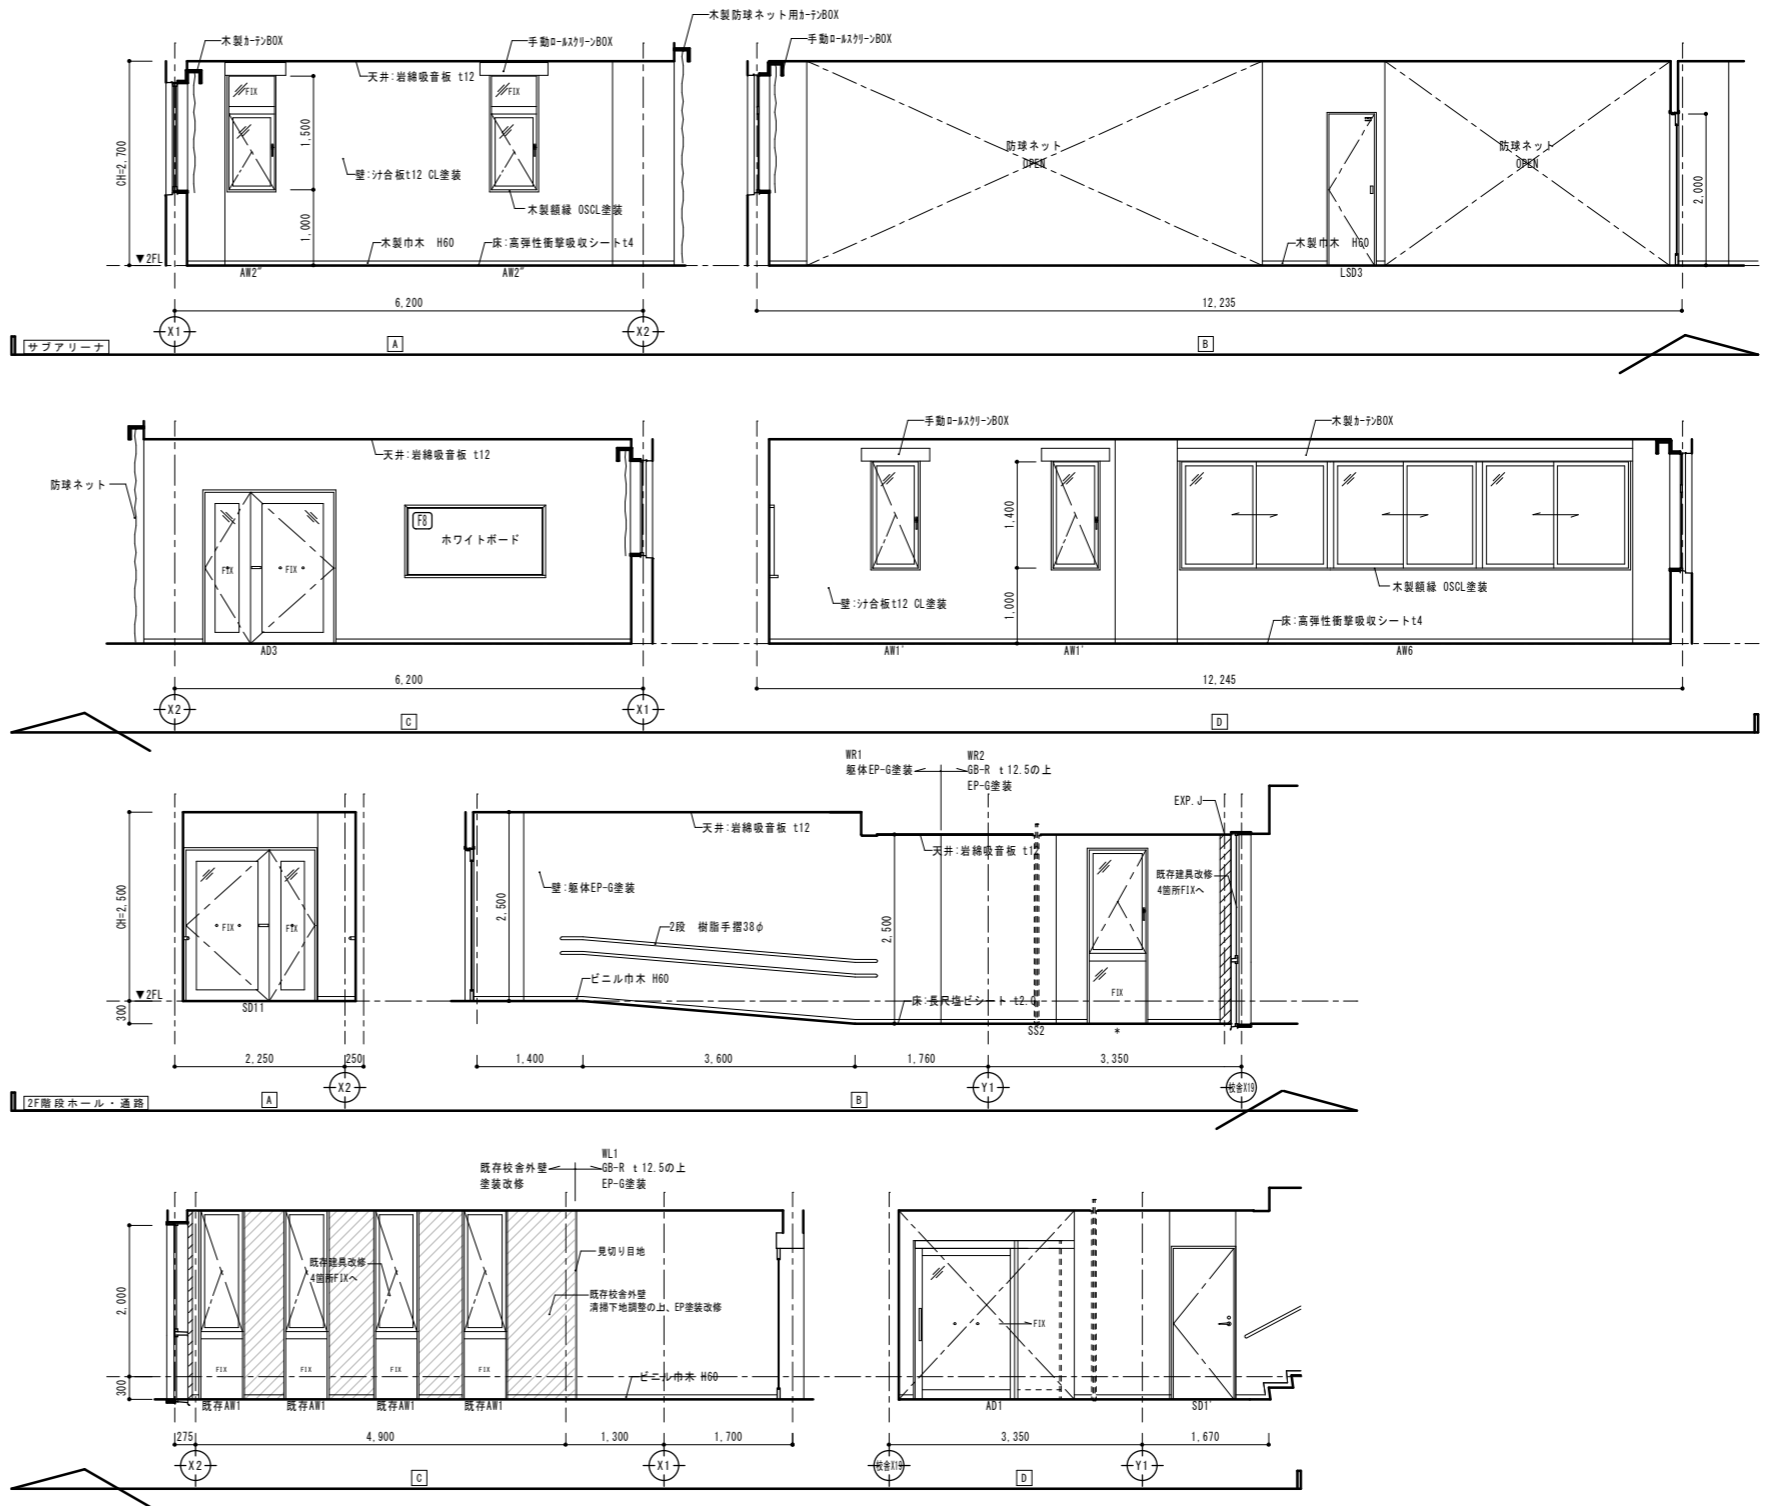 木製防球ネット用カーテンBOX
木製カーテンBOX
手動ロールスクリーンBOX
手動ロールスクリーンBOX
天井:岩綿吸音板 t12
FIX
FIX
CH=2,700
1,500
防球ネット
OPEN
防球ネット
OPEN
壁:シナ合板t12 CL塗装
2,000
木製額縁 OSCL塗装
1,000
木製巾木 H60
床:高弾性衝撃吸収シートt4
木製巾木 H60
▼2FL
AW2"
AW2"
LSD3
6,200
12,235
X1
X2
サブアリーナ
A
B
手動ロールスクリーンBOX
木製カーテンBOX
天井:岩綿吸音板 t12
防球ネット
F8
ホワイトボード
1,400
FIX
FIX
木製額縁 OSCL塗装
壁:シナ合板t12 CL塗装
1,000
床:高弾性衝撃吸収シートt4
AD3
AW1'
AW1'
AW6
6,200
12,245
X2
X1
C
D
WR1
躯体EP-G塗装
WR2
GB-R t12.5の上
EP-G塗装
EXP.J
天井:岩綿吸音板 t12
天井:岩綿吸音板 t12
既存建具改修
4箇所FIXへ
壁:躯体EP-G塗装
CH=2,500
2,500
2,500
2段 樹脂手摺38φ
FIX
FIX
ビニル巾木 H60
FIX
▼2FL
床:長尺塩ビシート t2.0
300
SD11
SS2
*
2,250
250
1,400
3,600
1,760
3,350
X2
Y1
校舎X19
2F階段ホール・通路
A
B
既存校舎外壁
塗装改修
WL1
GB-R t12.5の上
EP-G塗装
見切り目地
既存建具改修
4箇所FIXへ
既存校舎外壁
清掃下地調整の上、EP塗装改修
2,000
FIX
FIX
FIX
FIX
FIX
ビニル巾木 H60
300
既存AW1
既存AW1
既存AW1
既存AW1
AD1
SD1'
275
4,900
1,300
1,700
3,350
1,670
X2
X1
校舎X19
Y1
C
D